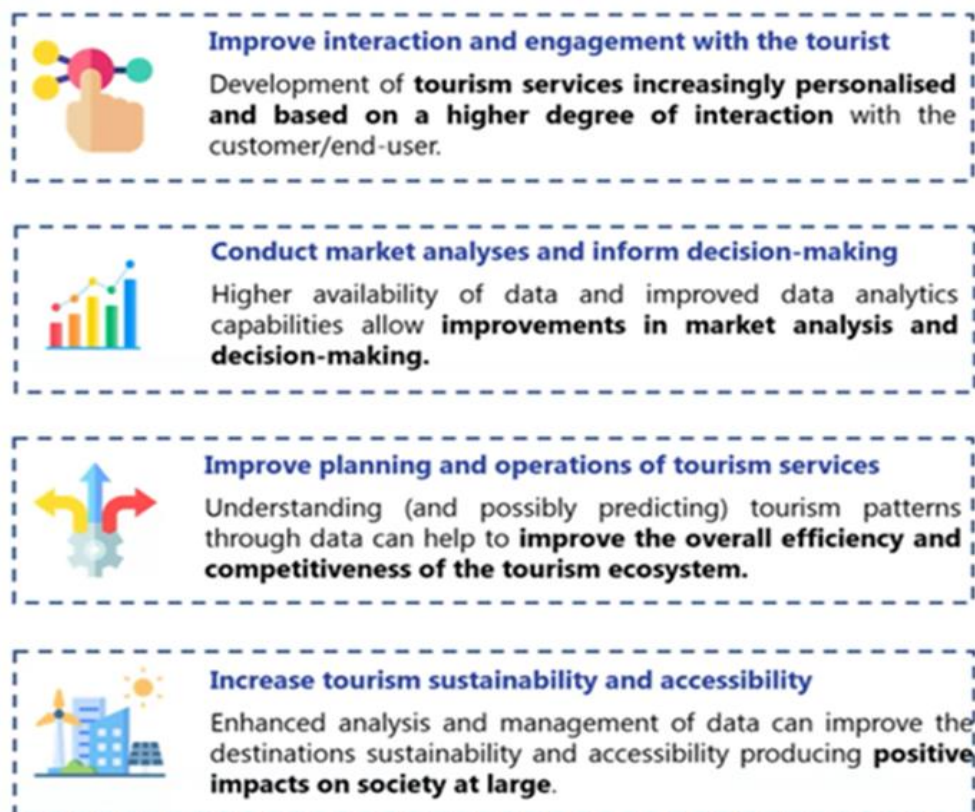 Improve interaction and engagement with the tourist
Development of tourism services increasingly personalised
and based on a higher degree of interaction with the
customer/end-user.
Conduct market analyses and inform decision-making
Higher availability of data and improved data analytics
capabilities allow improvements in market analysis and
decision-making.
Improve planning and operations of tourism services
Understanding (and possibly predicting) tourism patterns
through data can help to improve the overall efficiency and
competitiveness of the tourism ecosystem.
Increase tourism sustainability and accessibility
Enhanced analysis and management of data can improve the
destinations sustainability and accessibility producing positive
impacts on society at large.